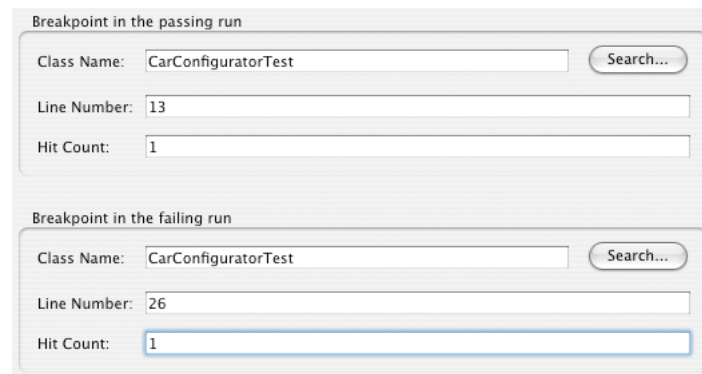 Breakpoint in the passing run
Class Name: CarConfiguratorTest Search...
Line Number: 13
Hit Count: 1
Breakpoint in the failing run
Class Name: CarConfiguratorTest Search...
Line Number: 26
Hit Count: 1